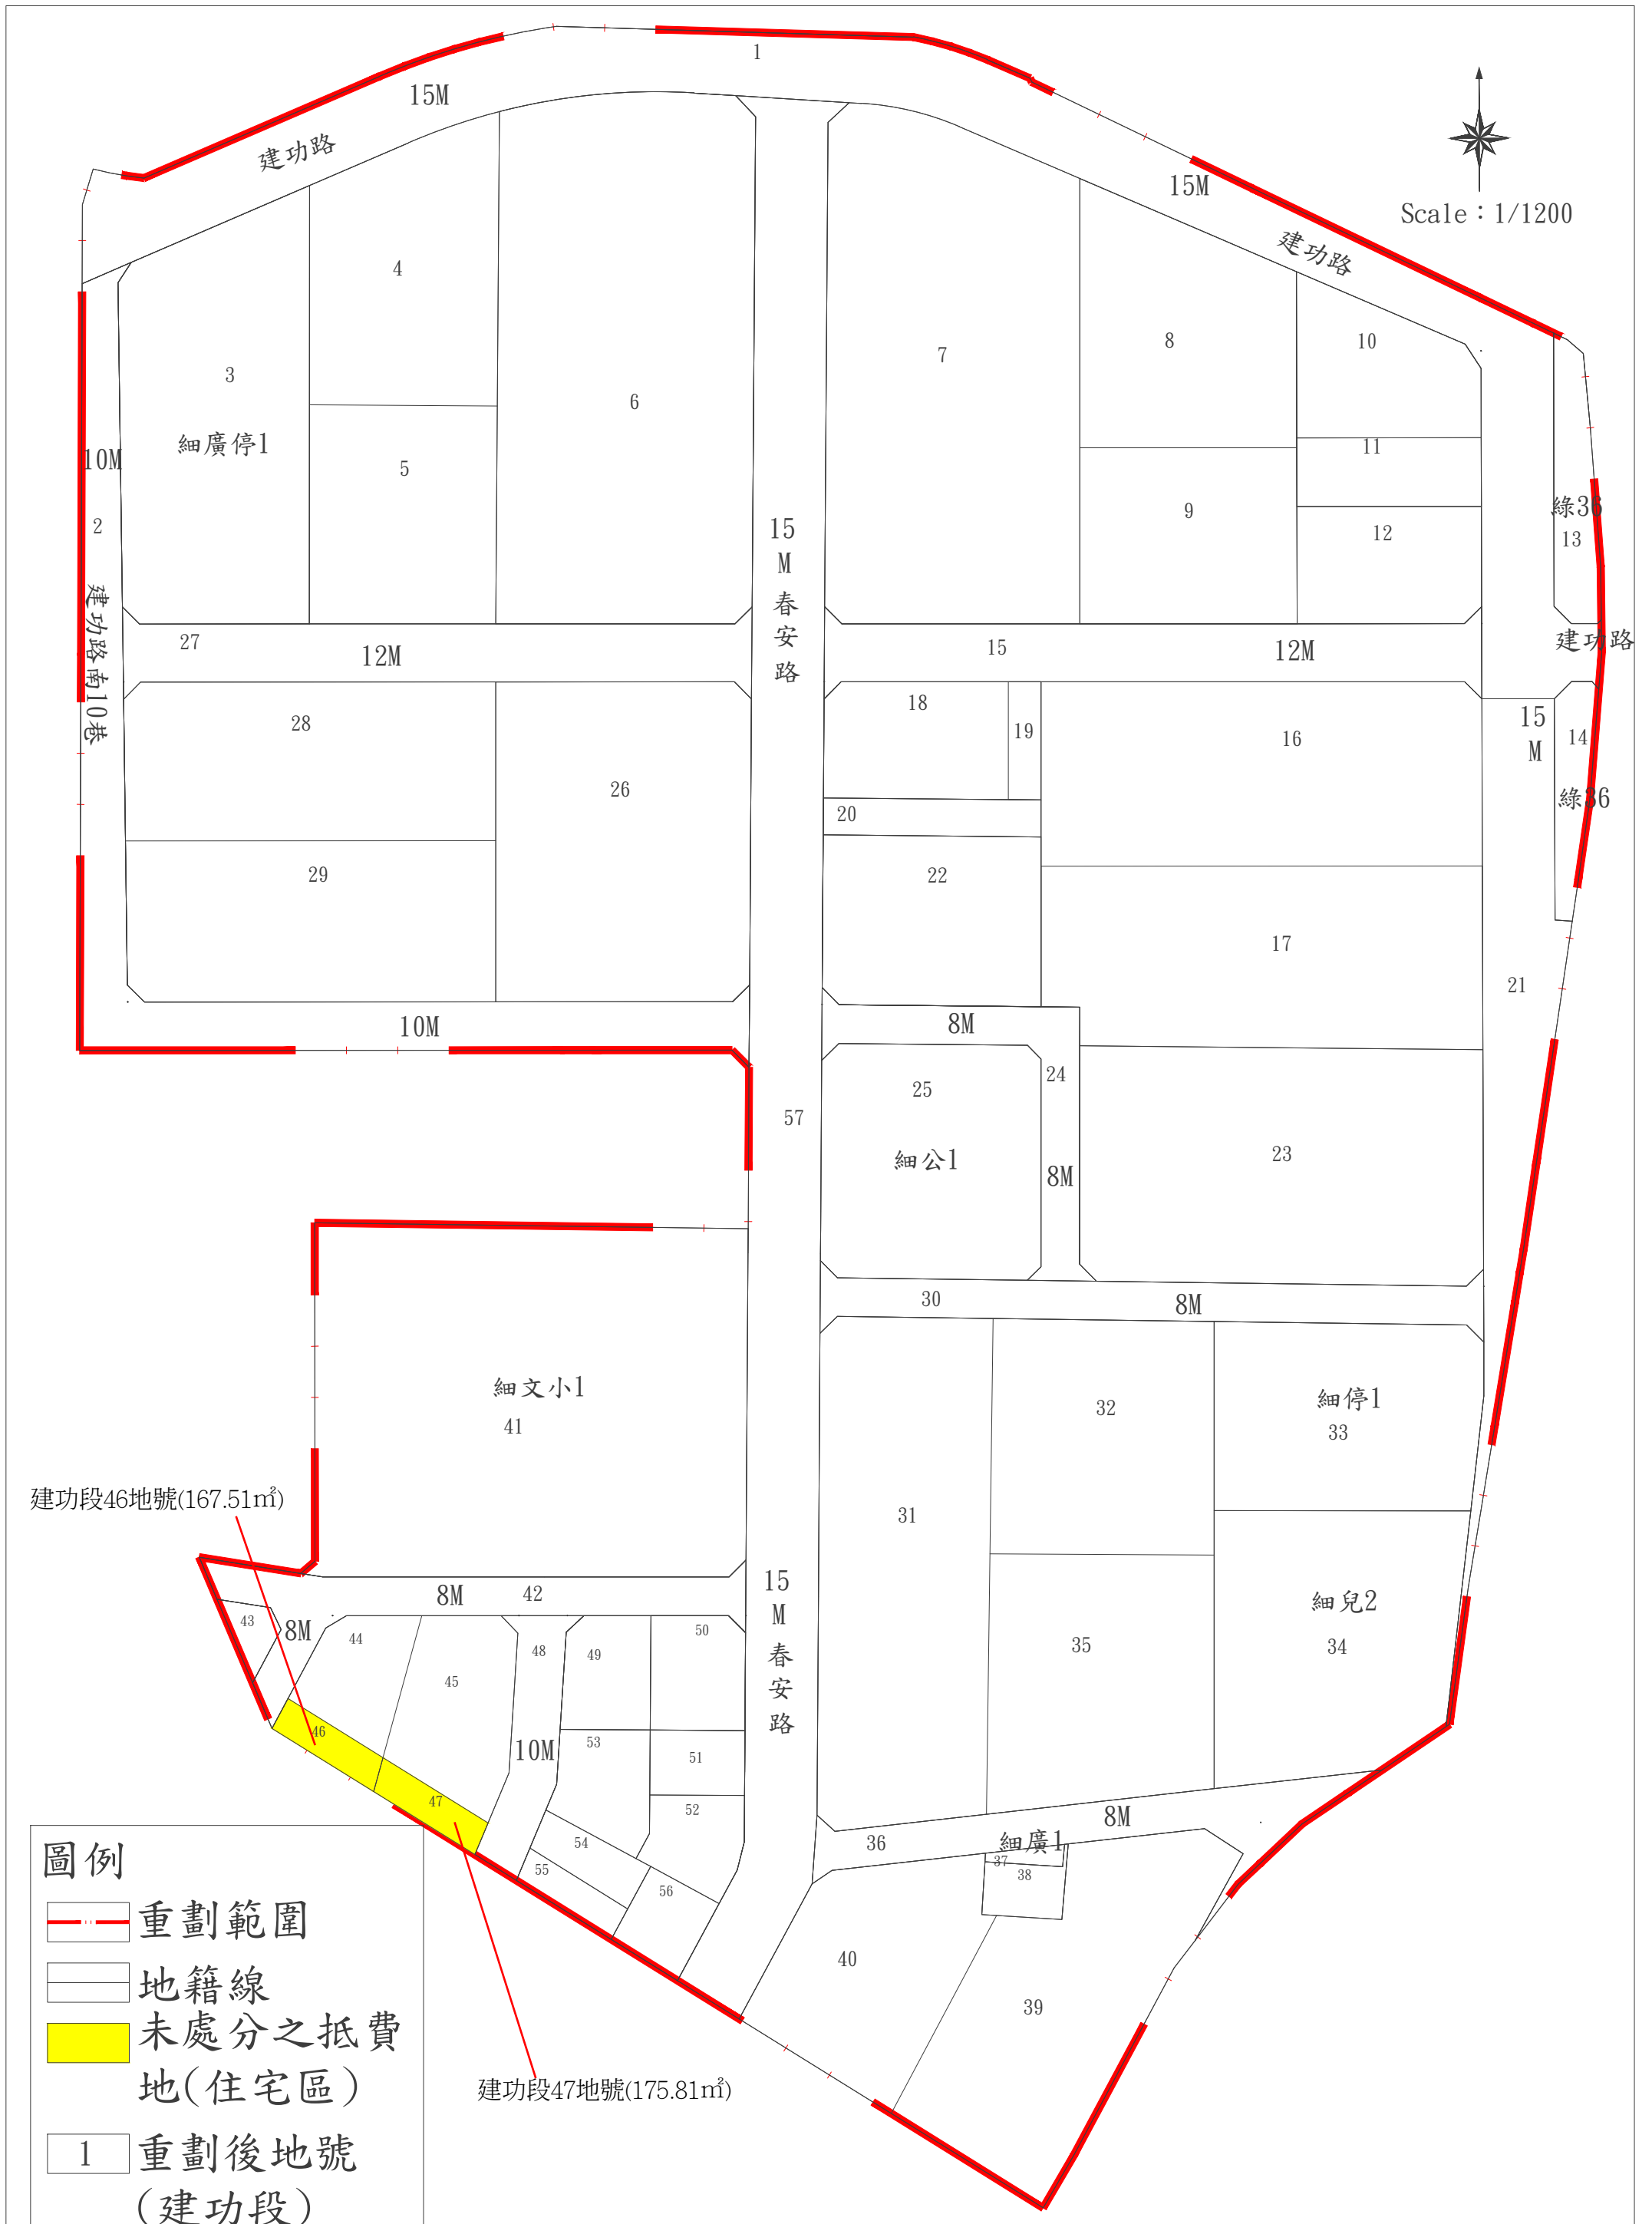 1
15M
建功路
15M
Scale：1/1200
建功路
4
10
8
7
3
6
細廣停1
11
10M
5
綠36
9
2
15
M
春
安
路
12
13
建功路南10巷
27
12M
15
12M
建功路
18
19
16
15
M
14
28
26
綠36
20
29
22
17
21
10M
8M
24
25
57
23
細公1
8M
30
8M
細文小1
41
32
細停1
33
建功段46地號(167.51㎡)
31
15
M
春
安
路
8M
42
細兒2
43
8M
44
50
48
49
35
34
45
46
53
10M
51
47
52
8M
54
36
細廣1
37
38
55
56
40
39
圖例
重劃範圍
地籍線
未處分之抵費
地(住宅區)
1
重劃後地號
(建功段)
建功段47地號(175.81㎡)